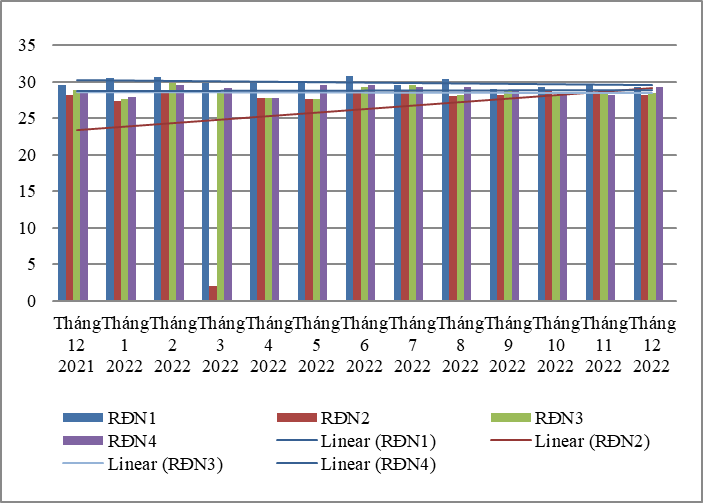 35
30
25
20
15
10
5
0
Tháng Tháng Tháng Tháng Tháng Tháng Tháng Tháng Tháng Tháng Tháng Tháng Tháng
12 1 2 3 4 5 6 7 8 9 10 11 12
2021 2022 2022 2022 2022 2022 2022 2022 2022 2022 2022 2022 2022
RĐN1 RĐN2 RĐN3
RĐN4 Linear (RĐN1) Linear (RĐN2)
Linear (RĐN3) Linear (RĐN4)